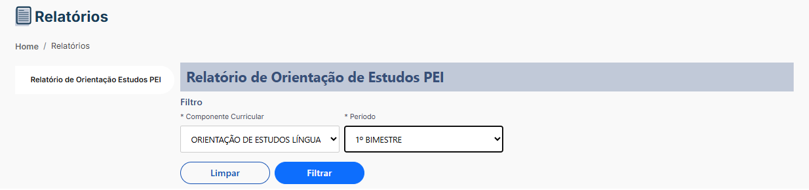 Relatórios
Home / Relatórios
Relatório de Orientação Estudos PEI
Relatório de Orientação de Estudos PEI
Filtro
* Componente Curricular * Período
ORIENTAÇÃO DE ESTUDOS LÍNGUA 1º BIMESTRE
Limpar Filtrar